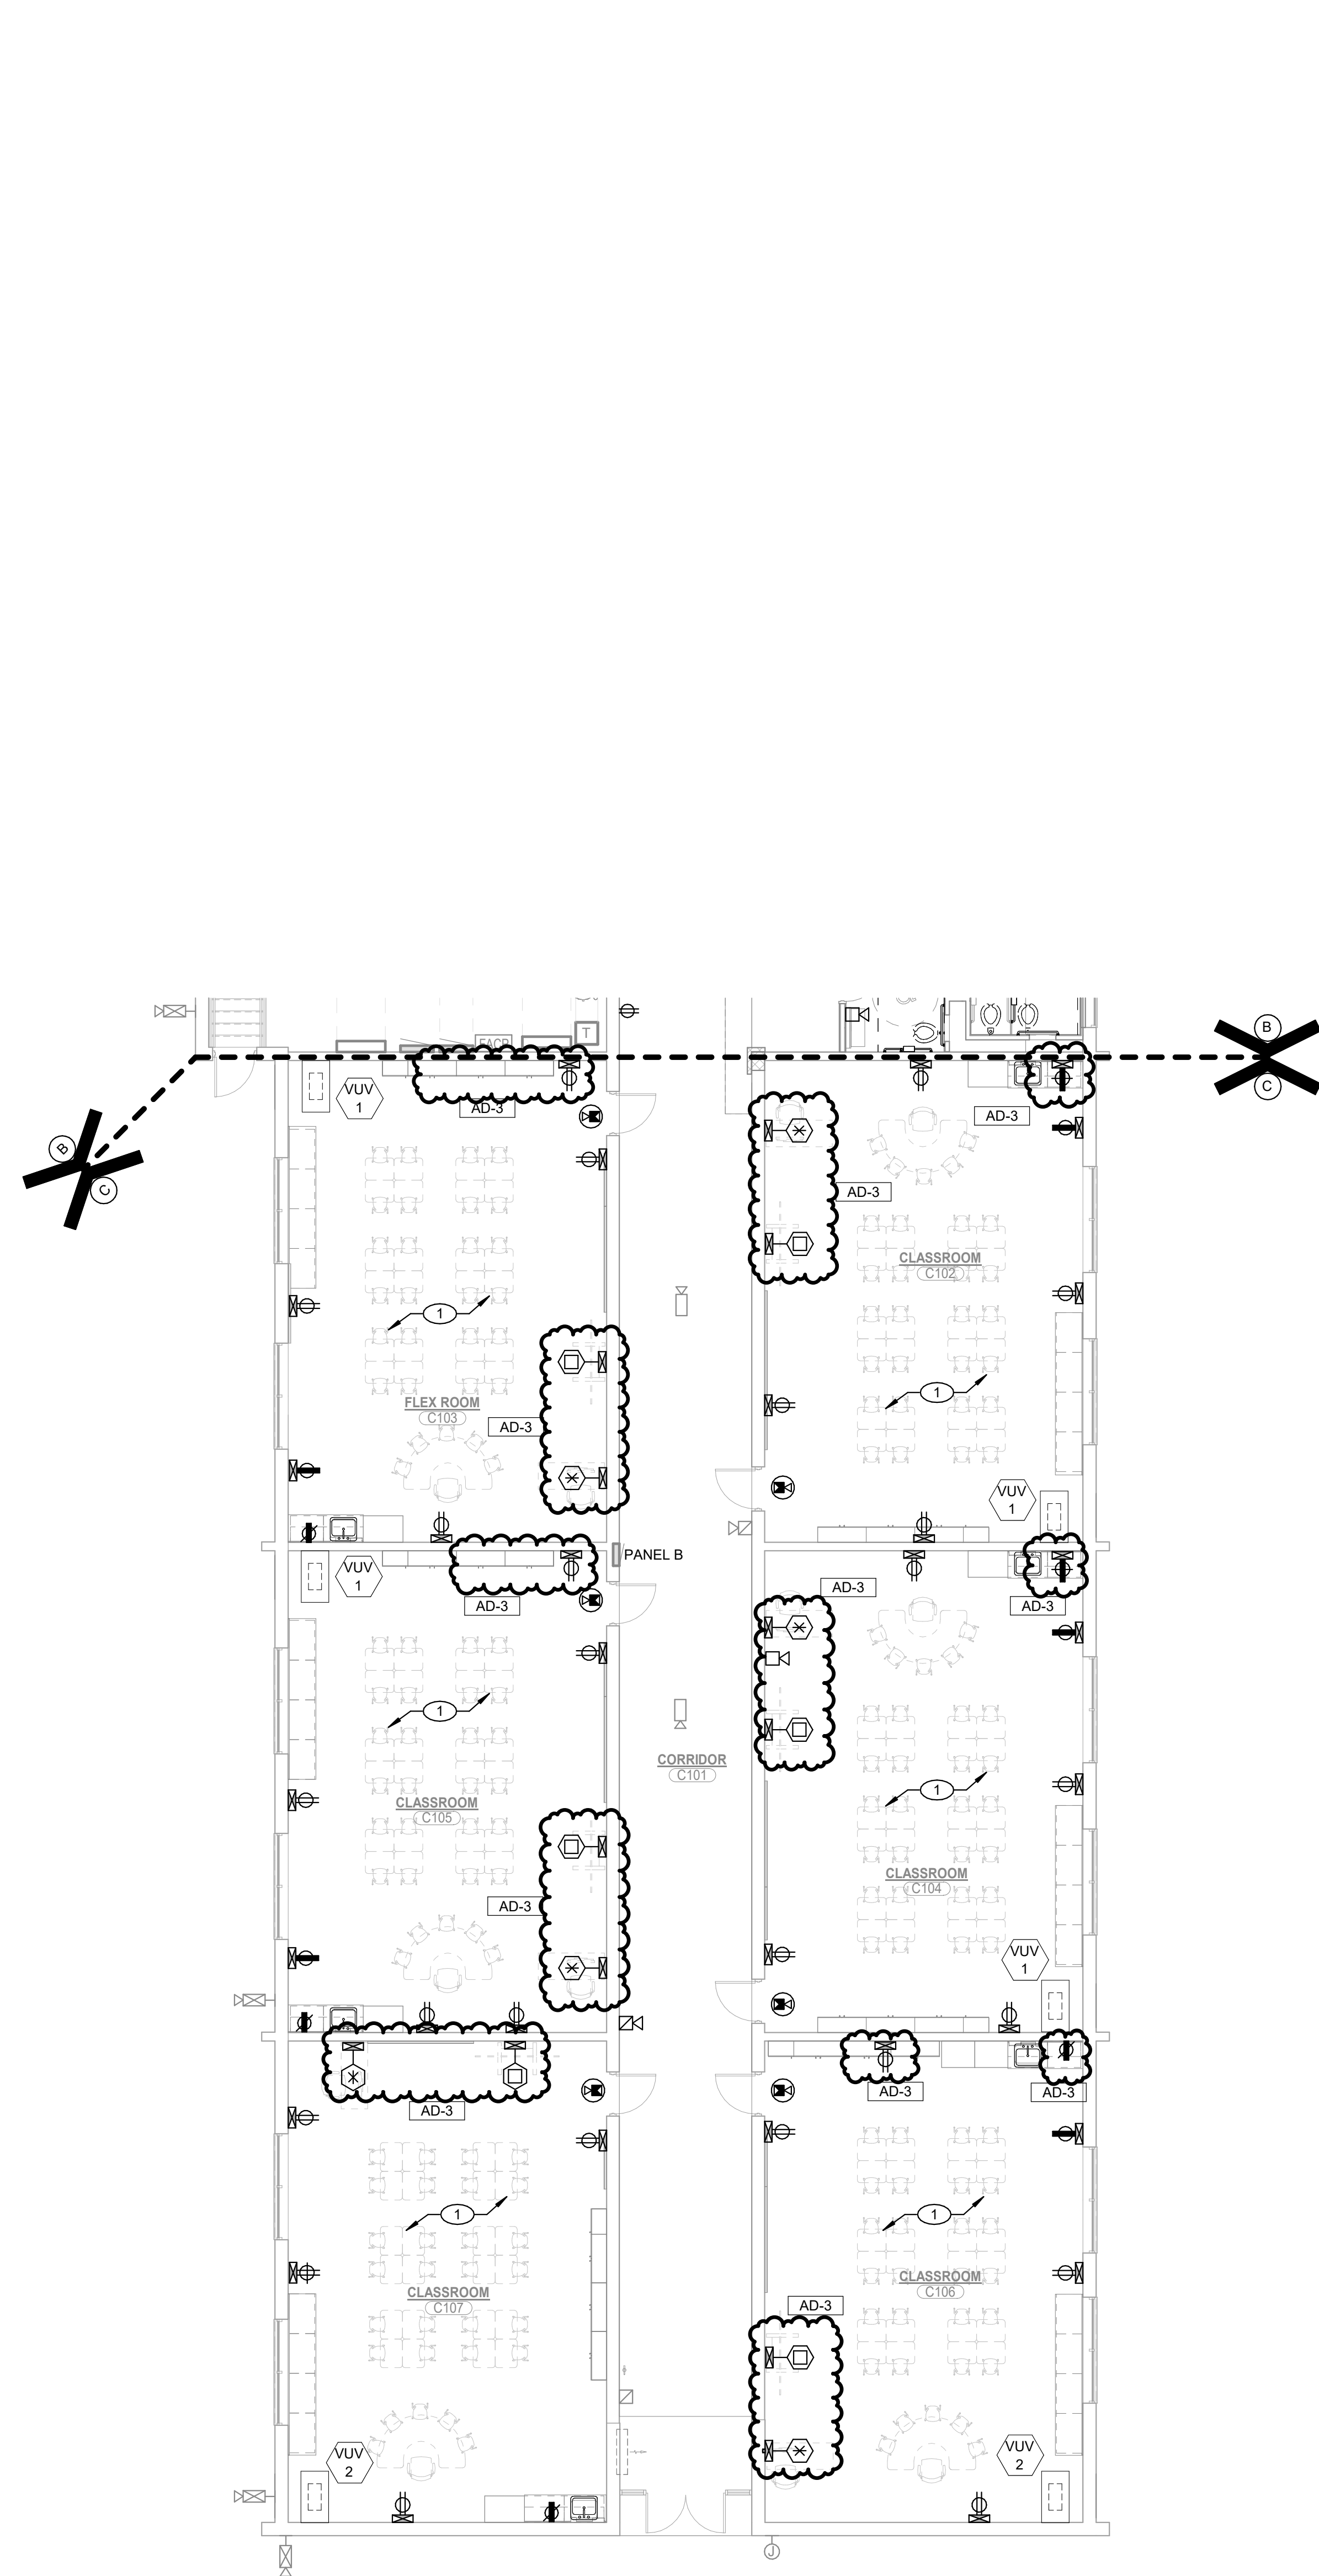 FACP
T
B
C
VUV
1
AD-3
AD-3
B
C
AD-3
CLASSROOM
C102
1
FLEX ROOM
C103
AD-3
1
VUV
1
VUV
1
PANEL B
AD-3
AD-3
AD-3
1
CORRIDOR
C101
1
CLASSROOM
C105
CLASSROOM
C104
AD-3
VUV
1
AD-3
AD-3
AD-3
1
1
CLASSROOM
C107
CLASSROOM
C106
AD-3
VUV
2
VUV
2
J